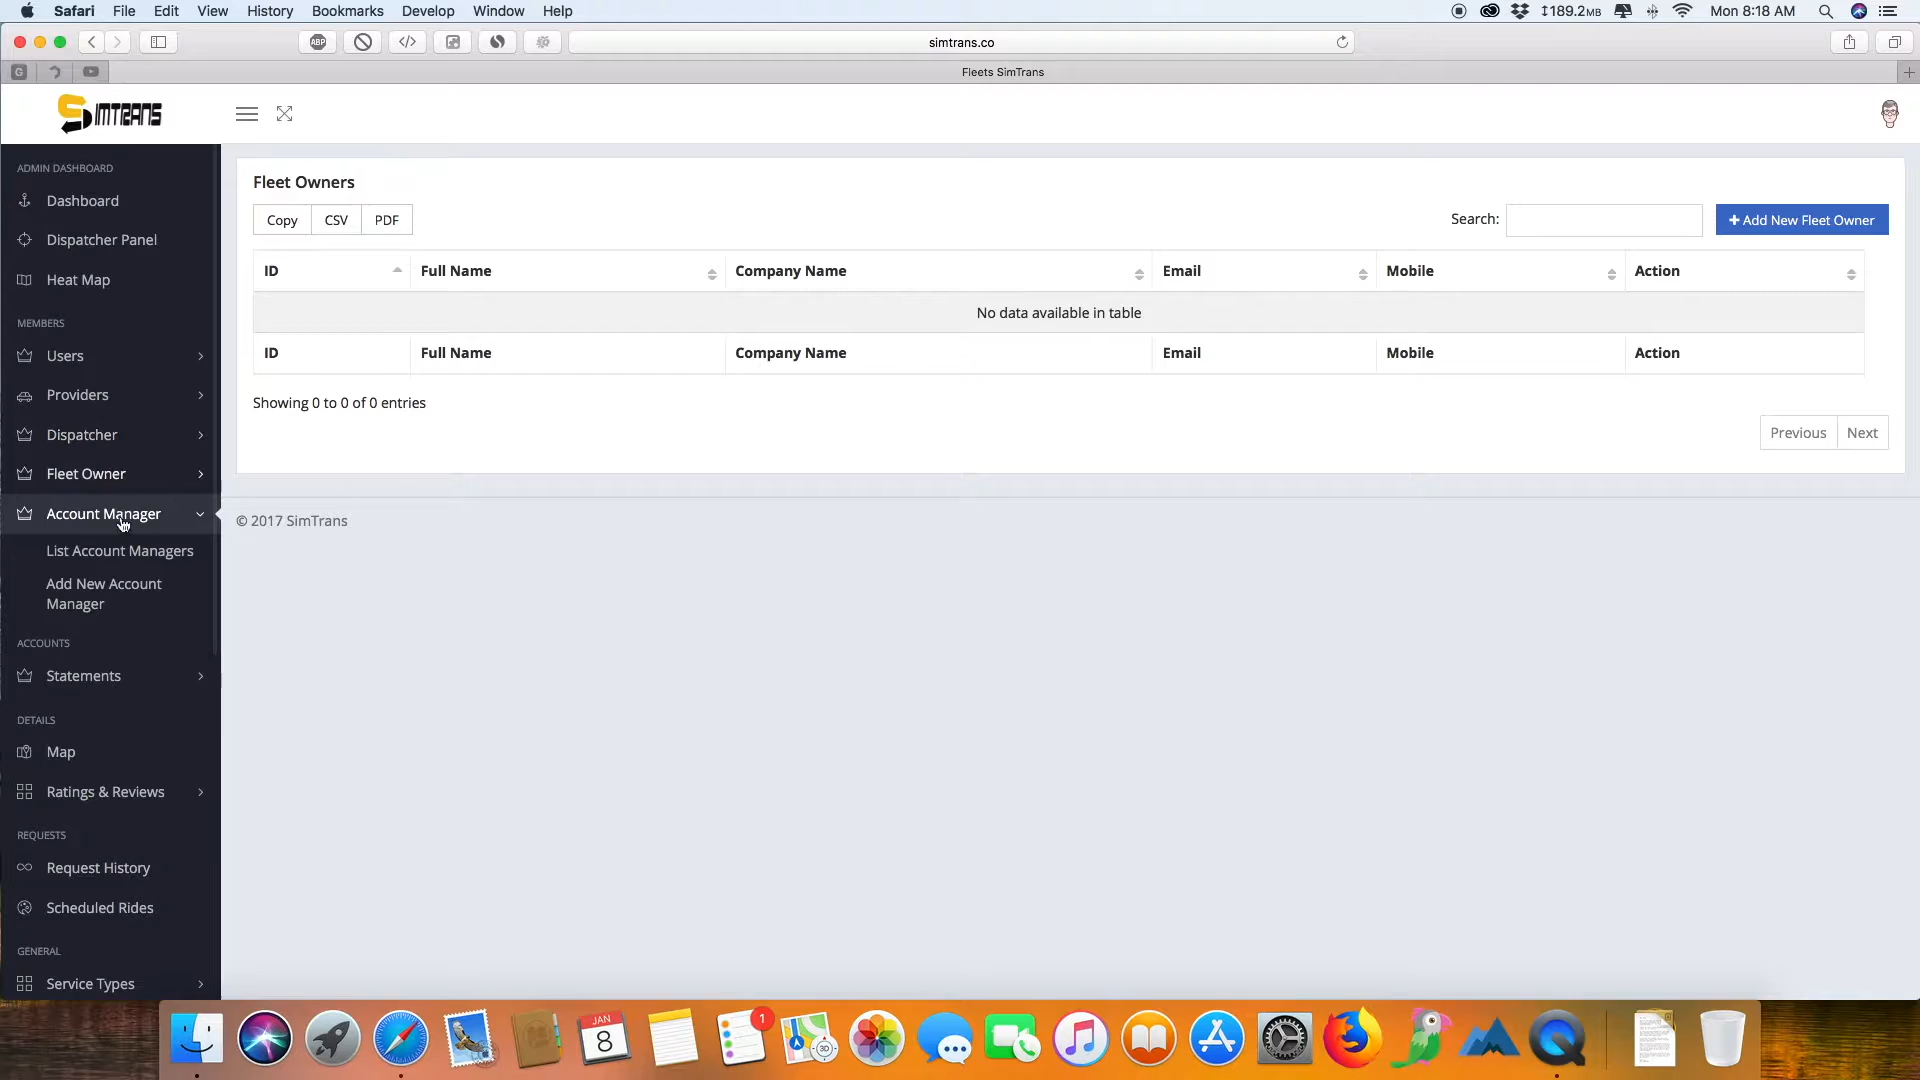 Safari File Edit View History Bookmarks Develop Window Help
189.2MB Mon 8:18 AM
ABP
simtrans.co
G
Fleets SimTrans
SIMTRANS
ADMIN DASHBOARD
Dashboard
Dispatcher Panel
Heat Map
MEMBERS
Users
Providers
Dispatcher
Fleet Owner
Account Manager
List Account Managers
Add New Account
Manager
ACCOUNTS
Statements
DETAILS
Map
Ratings & Reviews
REQUESTS
Request History
Scheduled Rides
GENERAL
Service Types
Fleet Owners
Copy CSV PDF
Search:
+ Add New Fleet Owner
ID Full Name Company Name Email Mobile Action
No data available in table
ID Full Name Company Name Email Mobile Action
Showing 0 to 0 of 0 entries
Previous Next
© 2017 SimTrans
JAN
8
1
3D